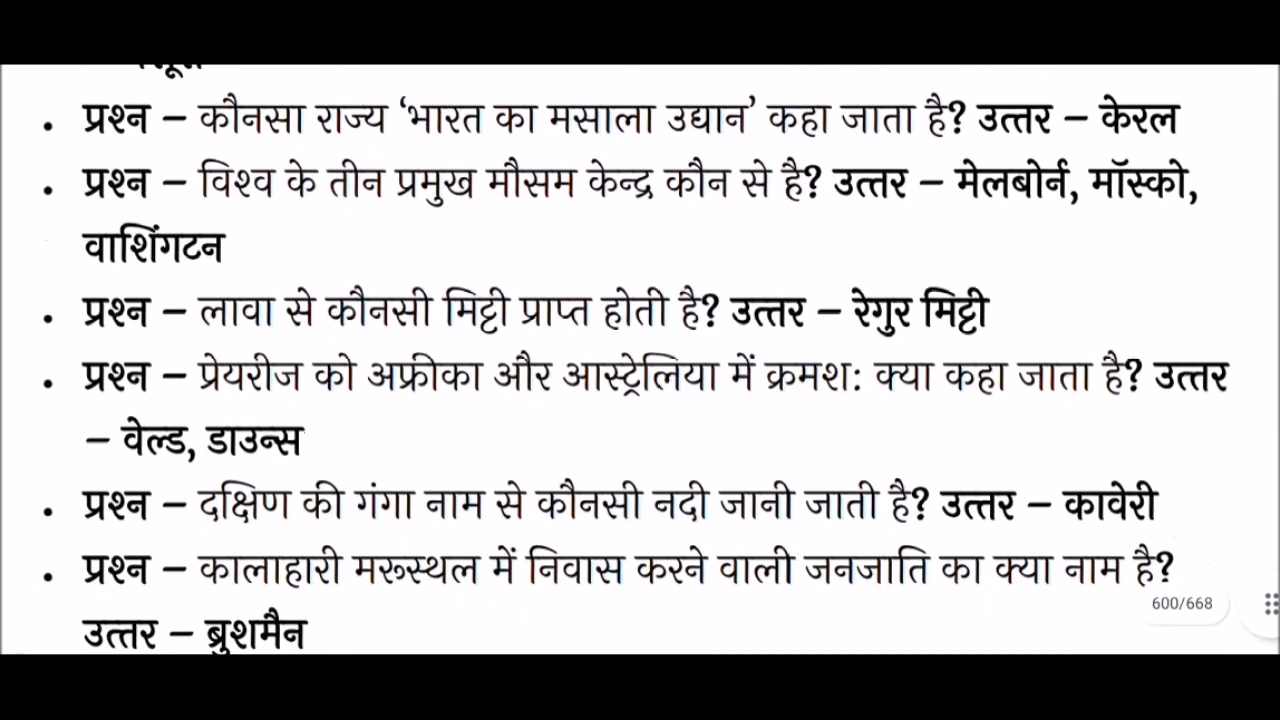 • प्रश्न – कौनसा राज्य ‘भारत का मसाला उद्यान’ कहा जाता है? उत्तर – केरल
• प्रश्न – विश्व के तीन प्रमुख मौसम केन्द्र कौन से है? उत्तर – मेलबोर्न, मॉस्को,
वाशिंगटन
• प्रश्न – लावा से कौनसी मिट्टी प्राप्त होती है? उत्तर – रेगुर मिट्टी
• प्रश्न – प्रेयरीज को अफ्रीका और आस्ट्रेलिया में क्रमश: क्या कहा जाता है? उत्तर
– वेल्ड, डाउन्स
• प्रश्न – दक्षिण की गंगा नाम से कौनसी नदी जानी जाती है? उत्तर – कावेरी
• प्रश्न – कालाहारी मरूस्थल में निवास करने वाली जनजाति का क्या नाम है?
600/668
उत्तर – ब्रुशमैन